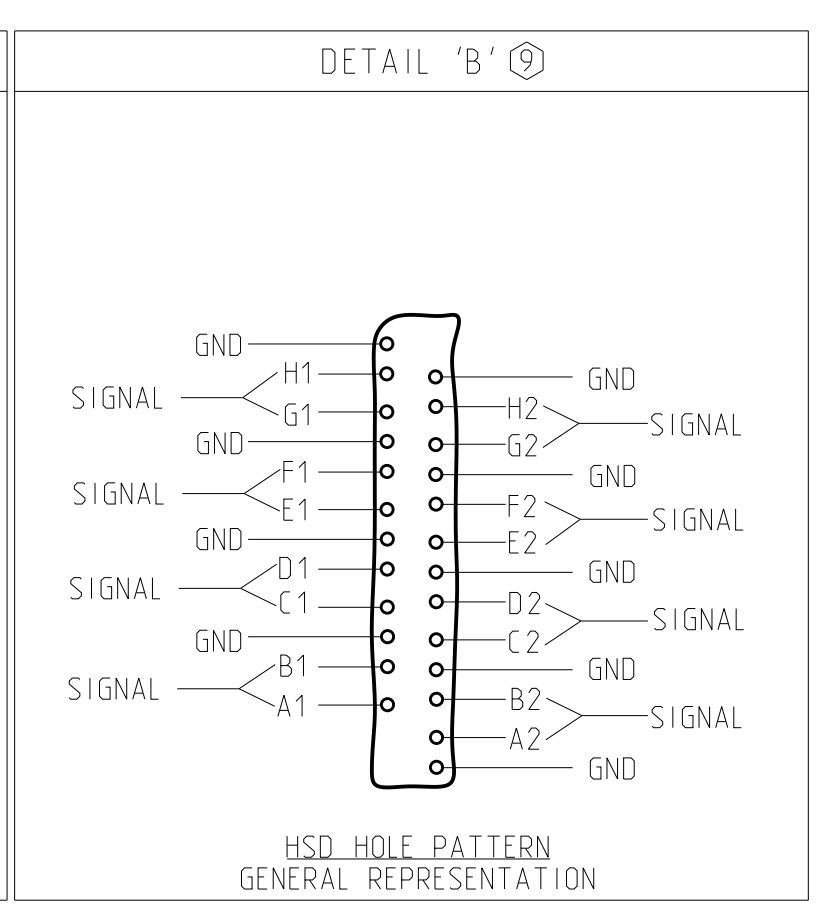 DETAIL 'B' 9
GND
H1
SIGNAL
G1
GND
F1
SIGNAL
E1
GND
D1
SIGNAL
C1
GND
B1
SIGNAL
A1
GND
H2
SIGNAL
G2
GND
F2
SIGNAL
E2
GND
D2
SIGNAL
C2
GND
B2
SIGNAL
A2
GND
HSD HOLE PATTERN
GENERAL REPRESENTATION